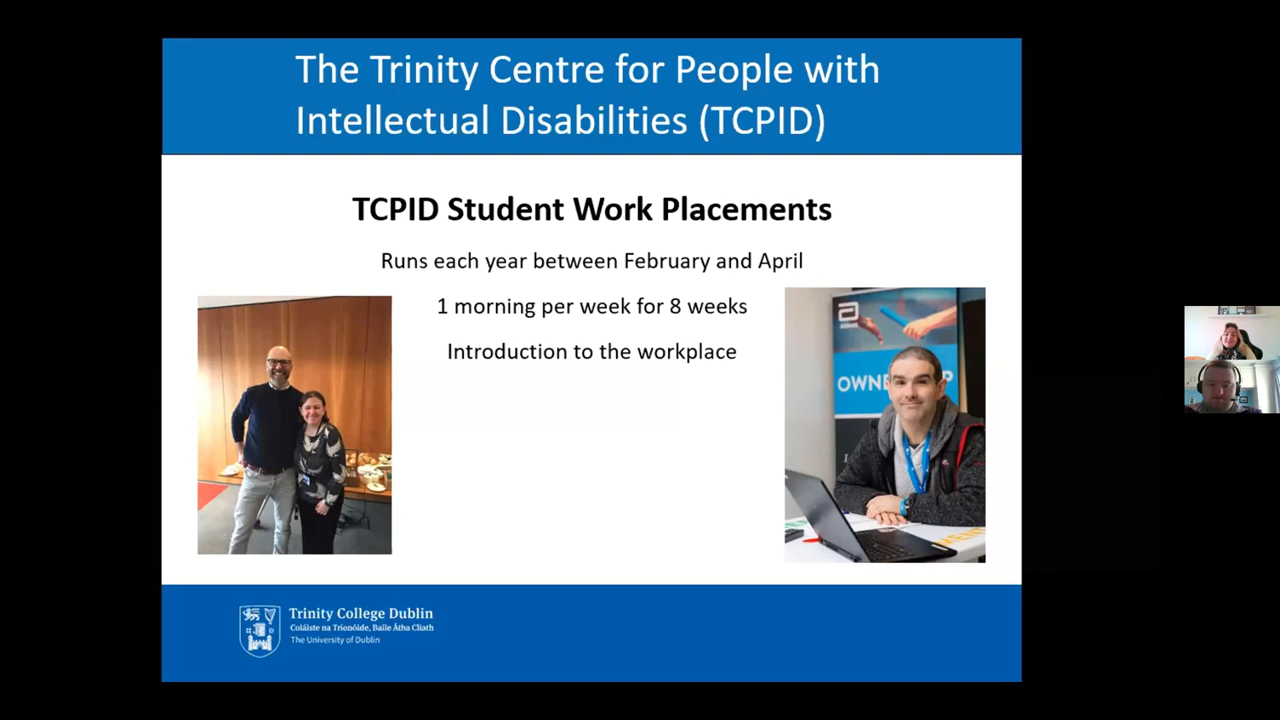 The Trinity Centre for People with
Intellectual Disabilities (TCPID)
TCPID Student Work Placements
Runs each year between February and April
1 morning per week for 8 weeks
Introduction to the workplace
Trinity College Dublin
Coláiste na Tríonóide, Baile Átha Cliath
The University of Dublin